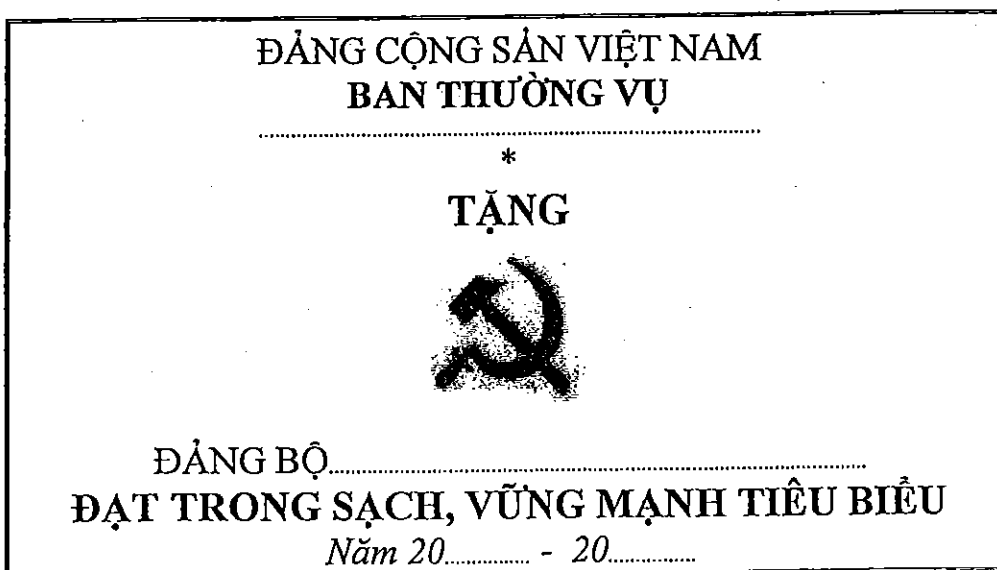 ĐẢNG CỘNG SẢN VIỆT NAM
BAN THƯỜNG VỤ
................................................................
*
TẶNG
ĐẢNG BỘ................................................................
ĐẠT TRONG SẠCH, VỮNG MẠNH TIÊU BIỂU
Năm 20............ - 20............